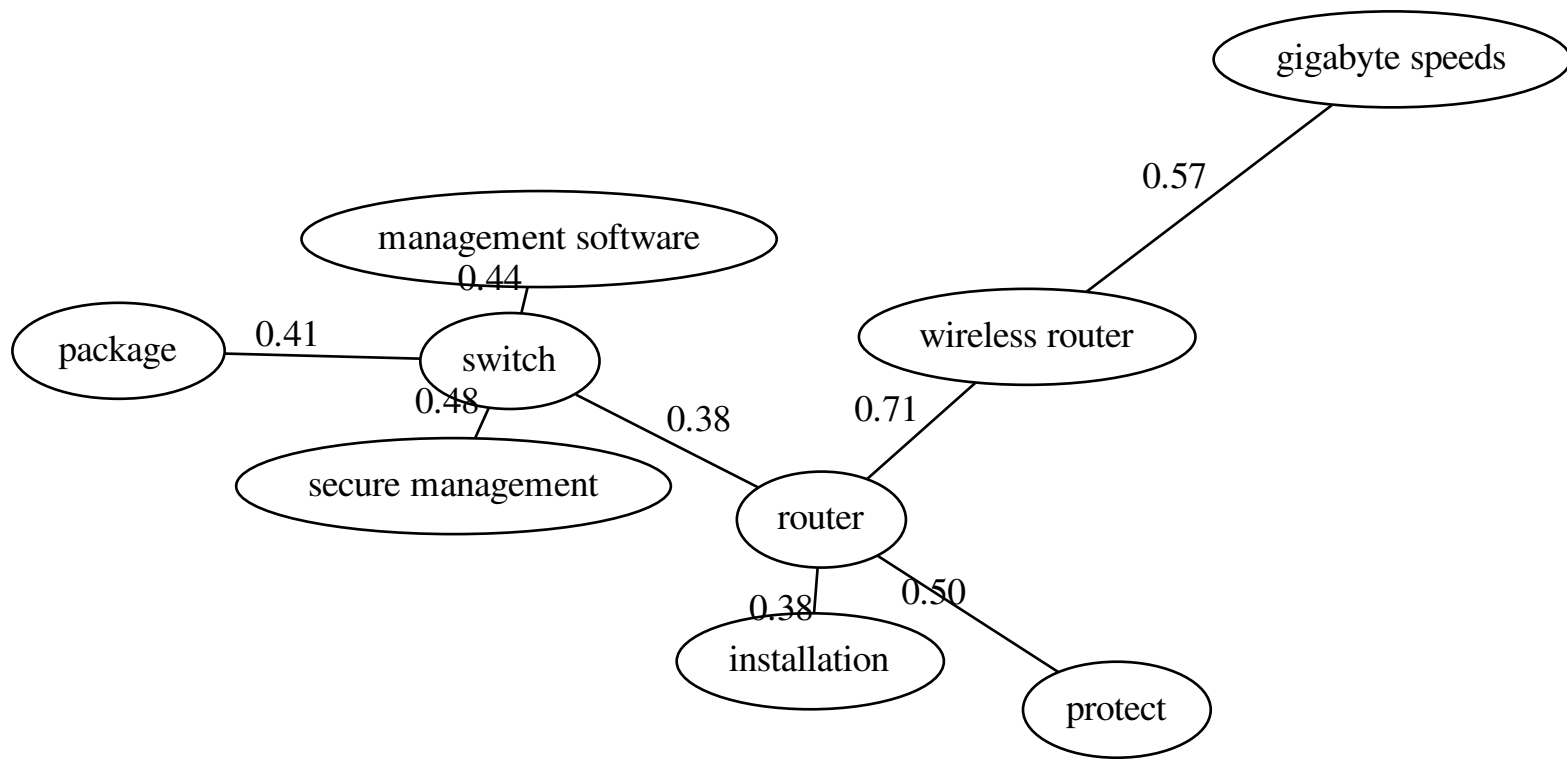 gigabyte speeds
0.57
management software
0.44
package
0.41
switch
wireless router
0.48
0.38
0.71
secure management
router
0.38
0.50
installation
protect